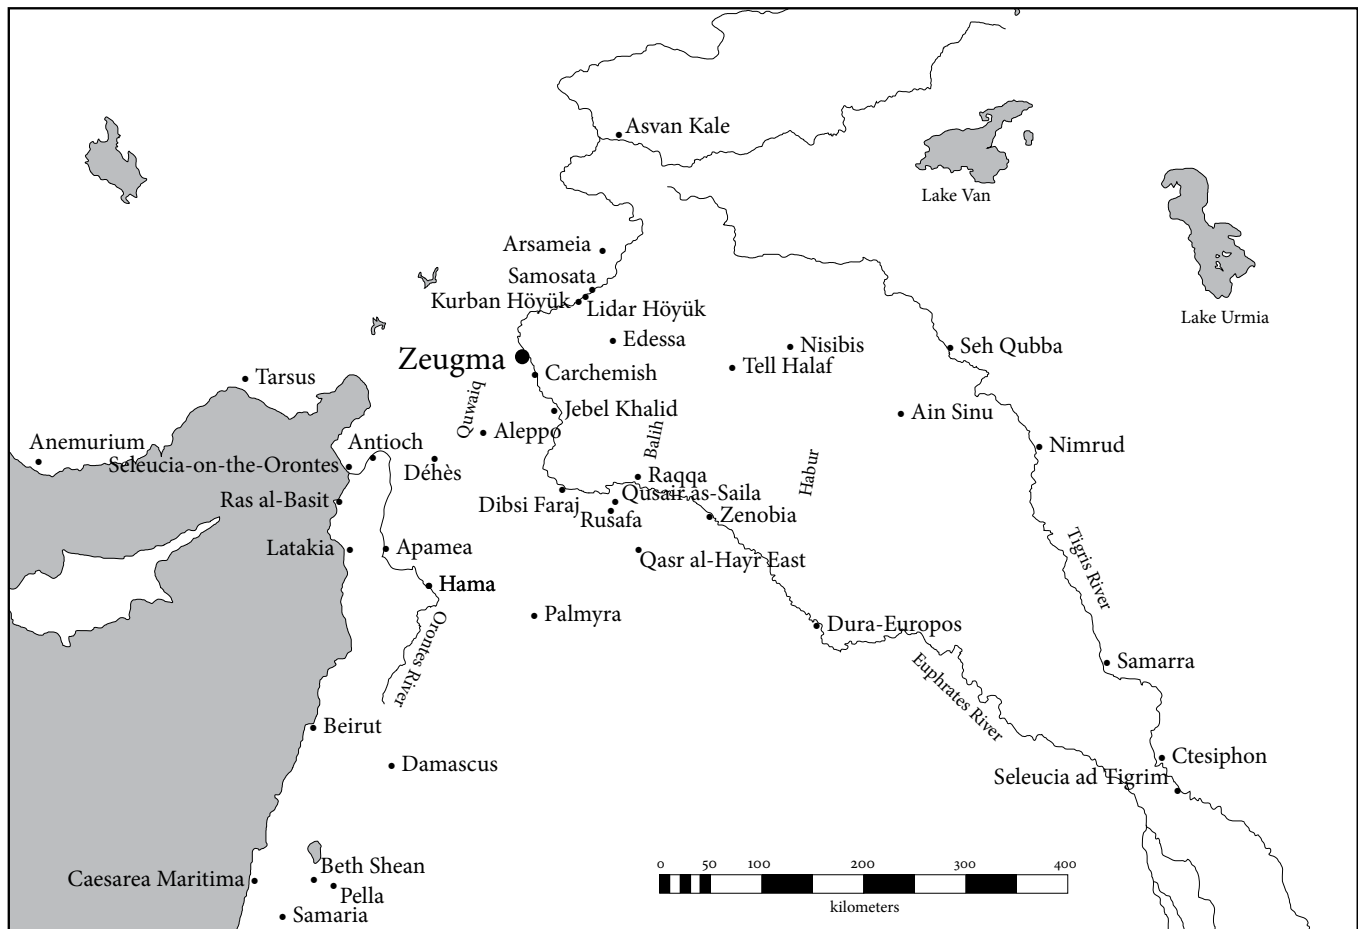 Asvan Kale
Lake Van
Arsameia
Samosata
Kurban Höyük
Lidar Höyük
Lake Urmia
Edessa
Nisibis
Seh Qubba
Zeugma
Tell Halaf
Carchemish
Tarsus
Quwaiq
Jebel Khalid
Ain Sinu
Aleppo
Balih
Anemurium
Antioch
Nimrud
Seleucia-on-the-Orontes
Déhès
Habur
Raqqa
Qusair as-Saila
Ras al-Basit
Dibsi Faraj
Rusafa
Zenobia
Latakia
Apamea
Qasr al-Hayr East
Tigris River
Hama
Palmyra
Orontes River
Dura-Europos
Samarra
Euphrates River
Beirut
Damascus
Ctesiphon
Seleucia ad Tigrim
Beth Shean
Caesarea Maritima
Pella
Samaria
0 50 100 200 300 400
kilometers